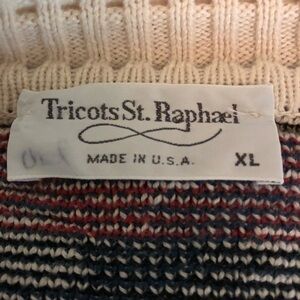 Tricots St. Raphael
MADE IN U.S.A. XL